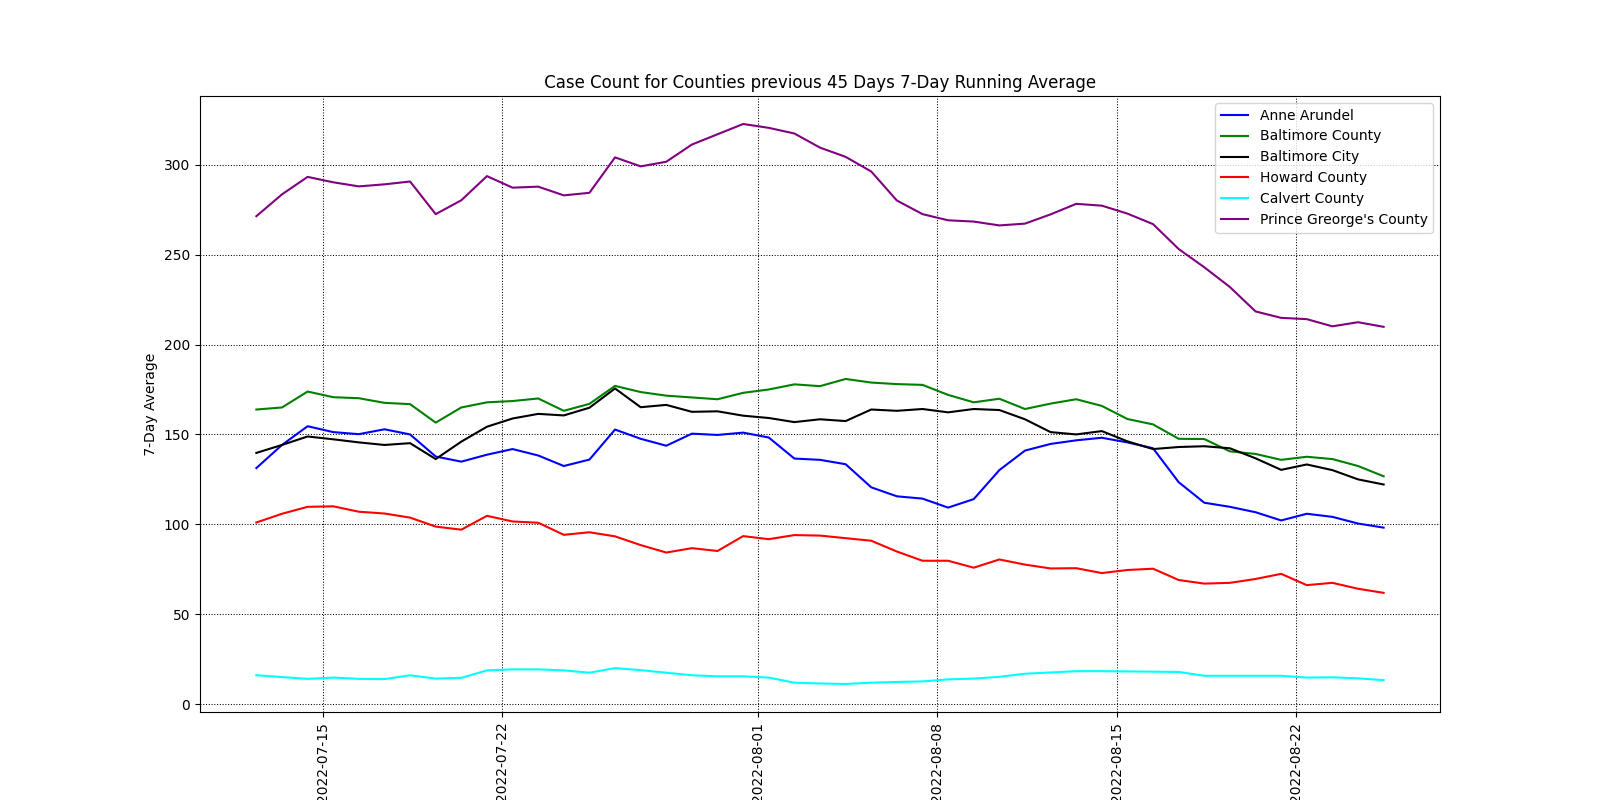 Case Count for Counties previous 45 Days 7-Day Running Average
Anne Arundel
Baltimore County
Baltimore City
Howard County
Calvert County
Prince Greorge's County
7-Day Average
300
250
200
150
100
50
0
2022-07-15
2022-07-22
2022-08-01
2022-08-08
2022-08-15
2022-08-22